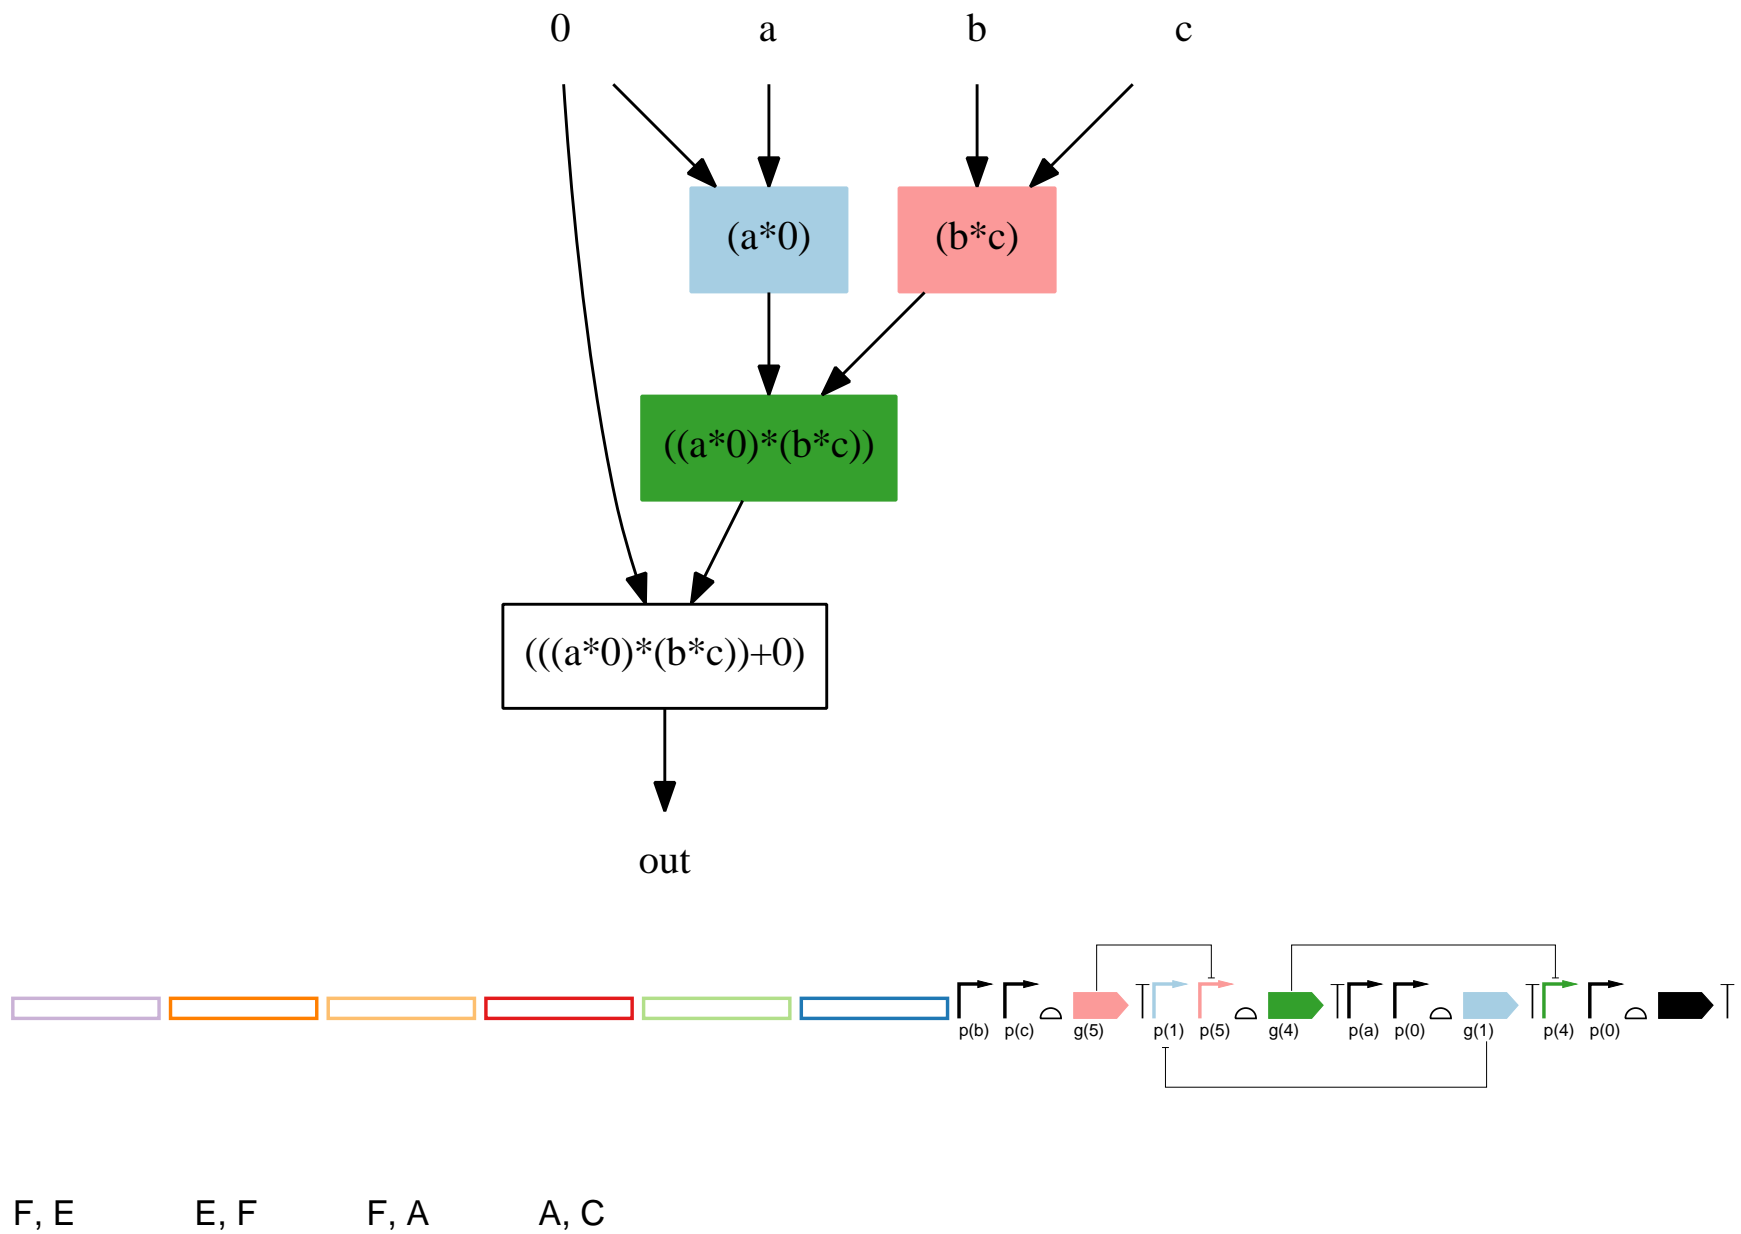 0 a b c
(a*0) (b*c)
((a*0)*(b*c))
(((a*0)*(b*c))+0)
out
p(b) p(c) g(5) p(1) p(5) g(4) p(a) p(0) g(1) p(4) p(0)
F, E E, F F, A A, C